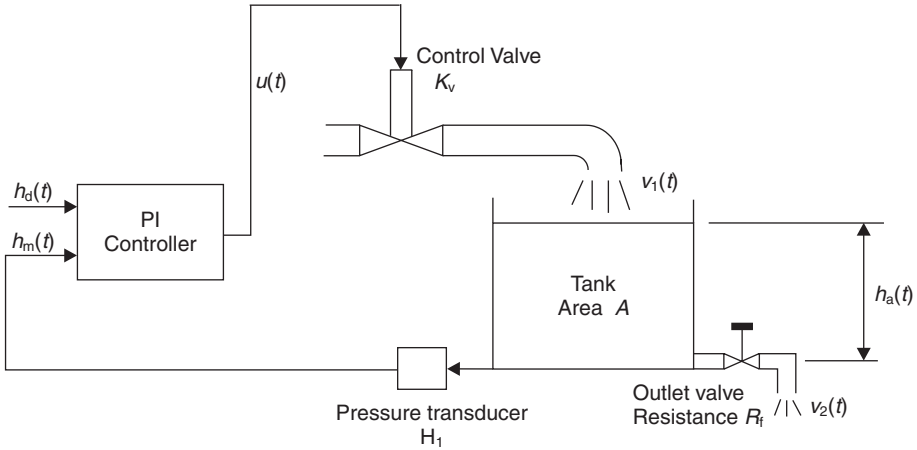 Control Valve
Kv
u(t)
hd(t)
v1(t)
PI
Controller
hm(t)
Tank
Area A
ha(t)
Outlet valve
Resistance Rf
v2(t)
Pressure transducer
H1